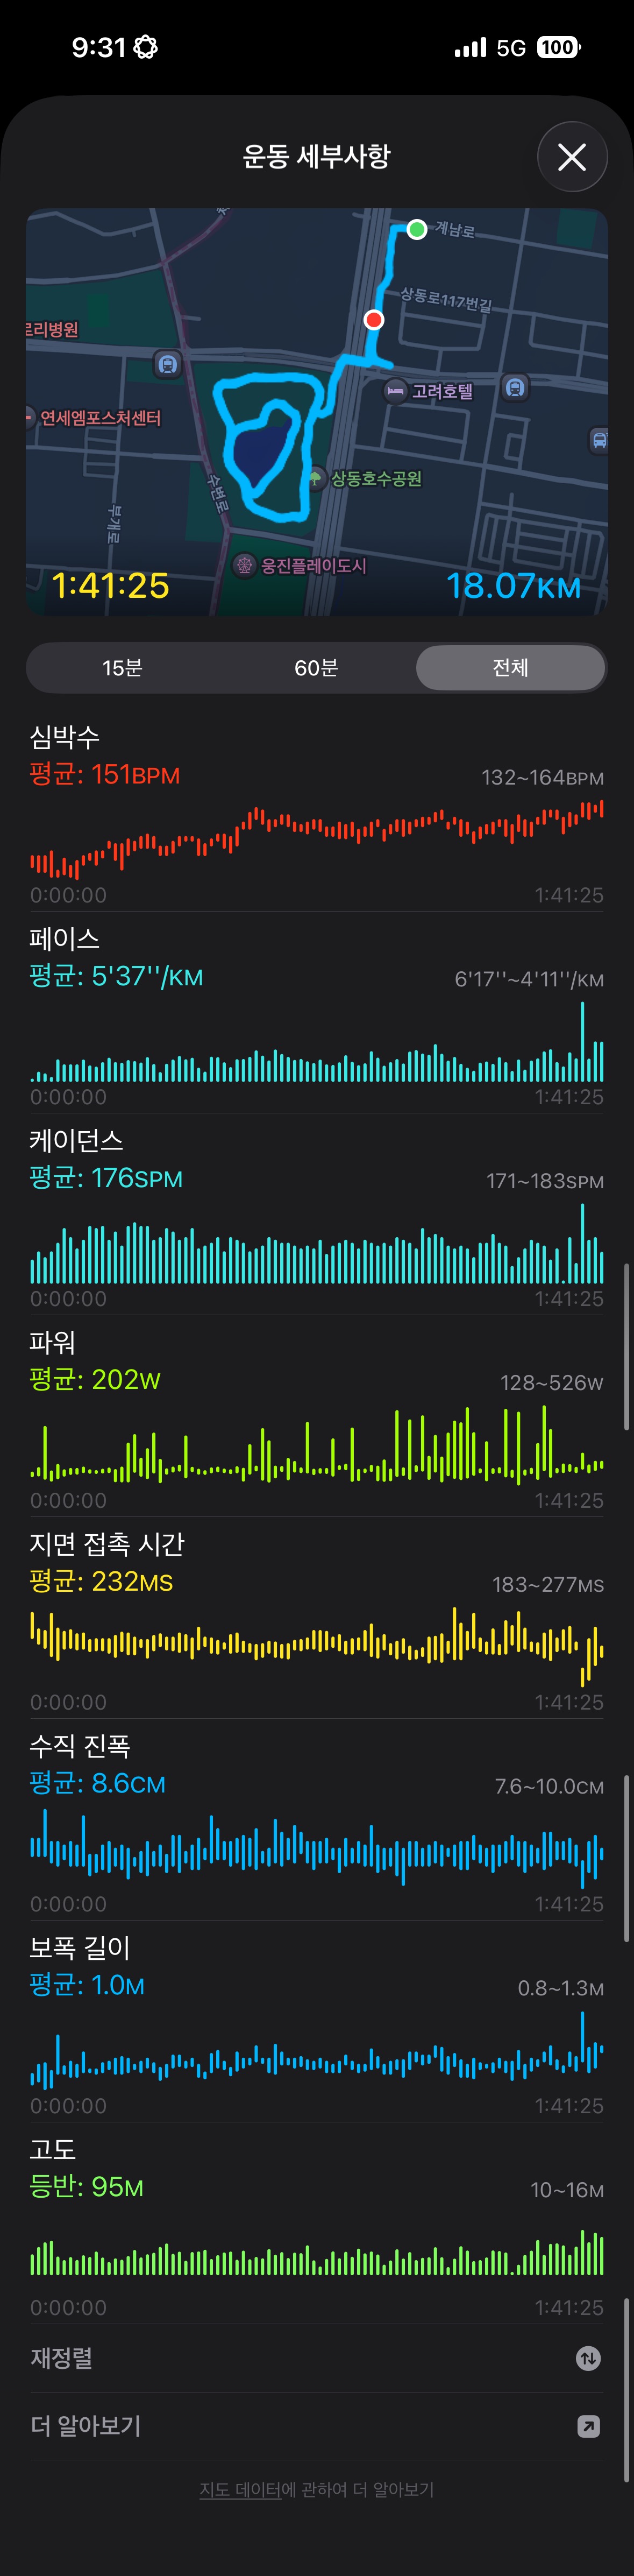 9:31
5G
100
운동 세부사항
계남로
상동로117번길
로리병원
고려호텔
연세엠포스처센터
상동호수공원
수변로
부개로
웅진플레이도시
1:41:25
18.07KM
15분
60분
전체
심박수
평균: 151BPM
132~164BPM
0:00:00
1:41:25
페이스
평균: 5'37''/KM
6'17''~4'11''/KM
0:00:00
1:41:25
케이던스
평균: 176SPM
171~183SPM
0:00:00
1:41:25
파워
평균: 202W
128~526W
0:00:00
1:41:25
지면 접촉 시간
평균: 232MS
183~277MS
0:00:00
1:41:25
수직 진폭
평균: 8.6CM
7.6~10.0CM
0:00:00
1:41:25
보폭 길이
평균: 1.0M
0.8~1.3M
0:00:00
1:41:25
고도
등반: 95M
10~16M
0:00:00
1:41:25
재정렬
더 알아보기
지도 데이터에 관하여 더 알아보기